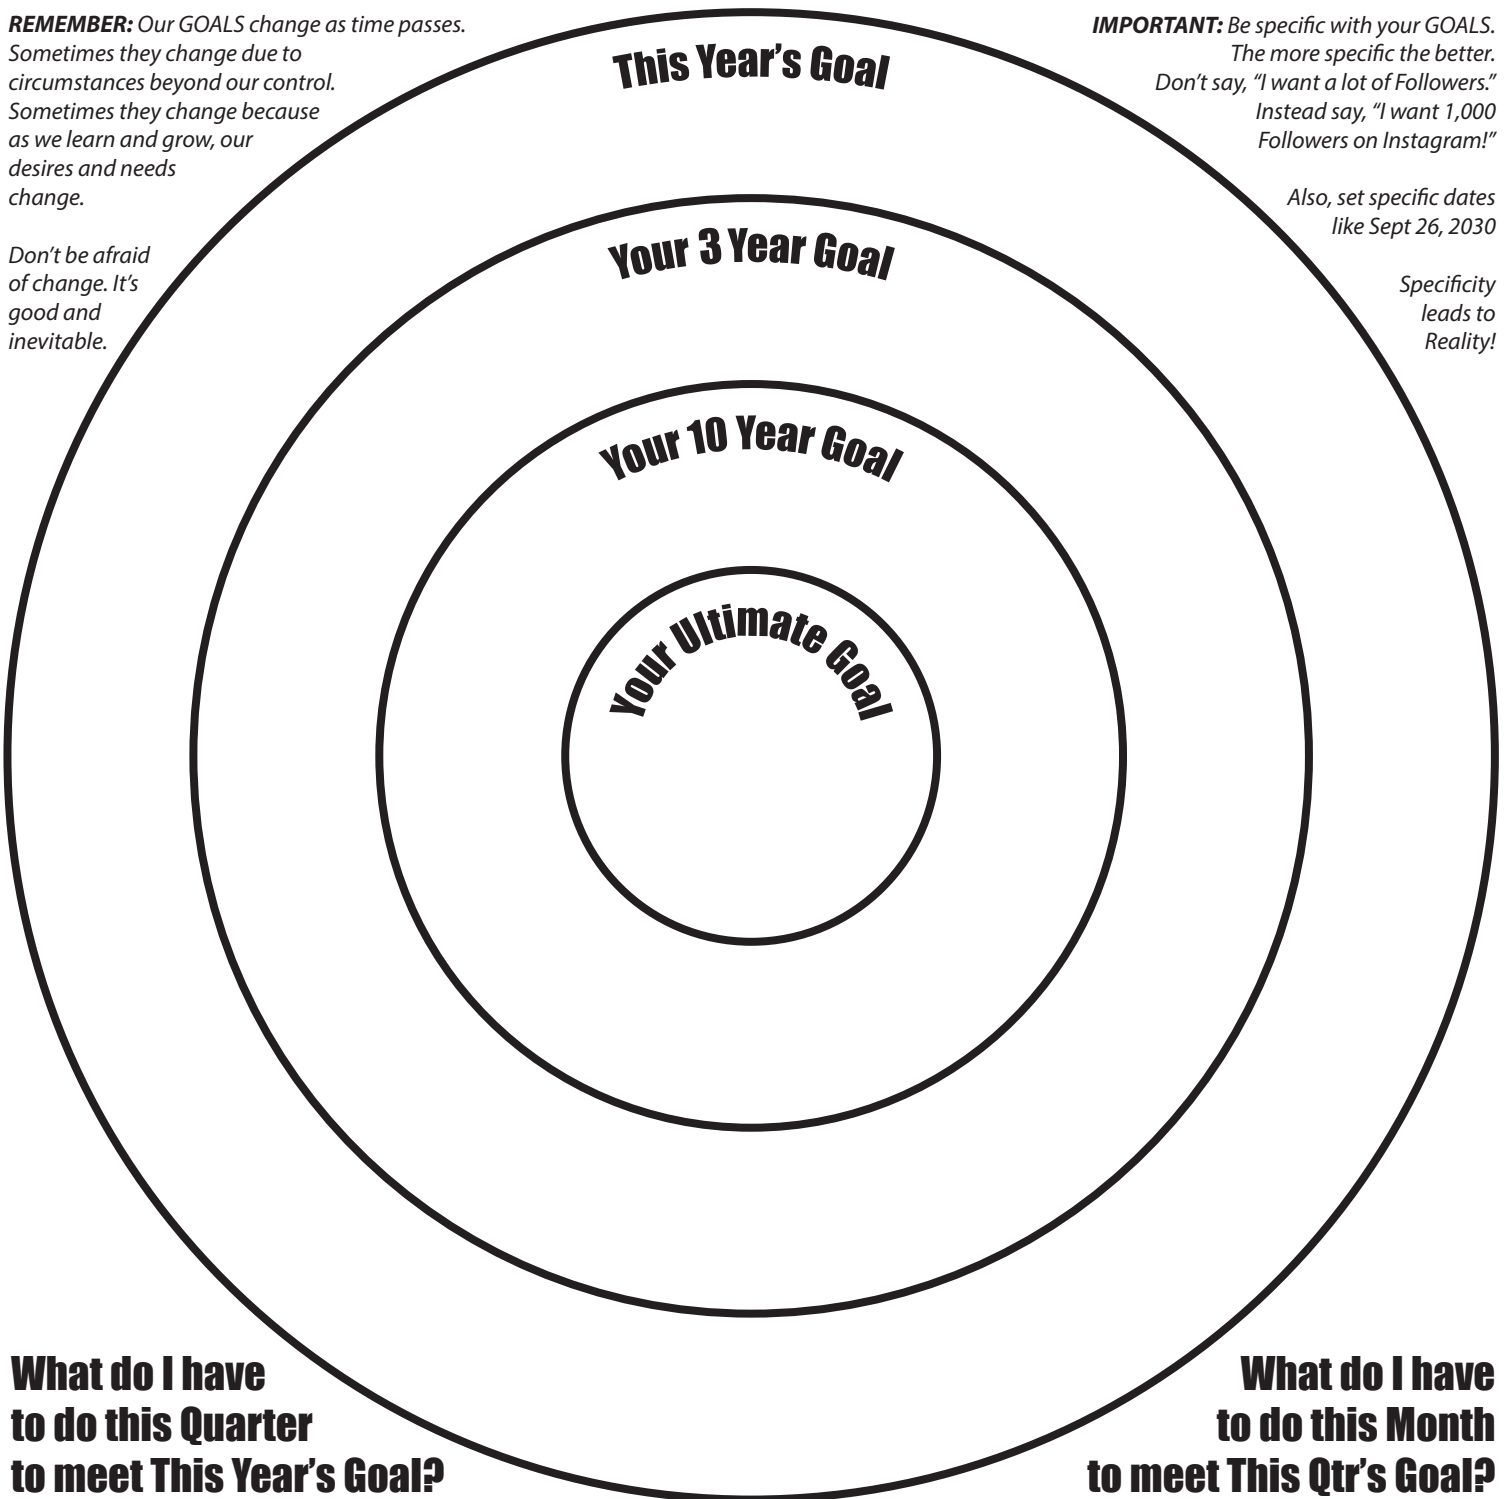 REMEMBER: Our GOALS change as time passes.
Sometimes they change due to
circumstances beyond our control.
Sometimes they change because
as we learn and grow, our
desires and needs
change.
Don't be afraid
of change. It's
good and
inevitable.
IMPORTANT: Be specific with your GOALS.
The more specific the better.
Don't say, “I want a lot of Followers.”
Instead say, “I want 1,000
Followers on Instagram!”
Also, set specific dates
like Sept 26, 2030
Specificity
leads to
Reality!
This Year's Goal
Your 3 Year Goal
Your 10 Year Goal
Your Ultimate Goal
What do I have
to do this Quarter
to meet This Year's Goal?
What do I have
to do this Month
to meet This Qtr's Goal?